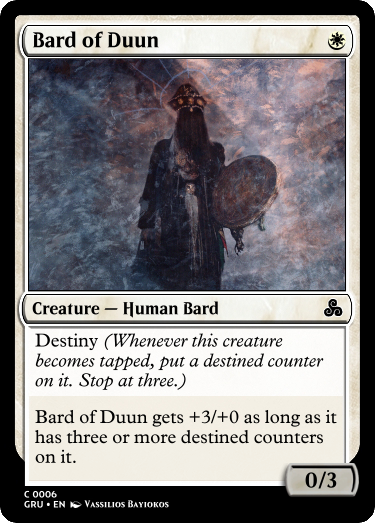 Bard of Duun
Creature — Human Bard
Destiny (Whenever this creature
becomes tapped, put a destined counter
on it. Stop at three.)
Bard of Duun gets +3/+0 as long as it
has three or more destined counters
on it.
0/3
C 0006
GRU • EN VASSILIOS BAYIOKOS